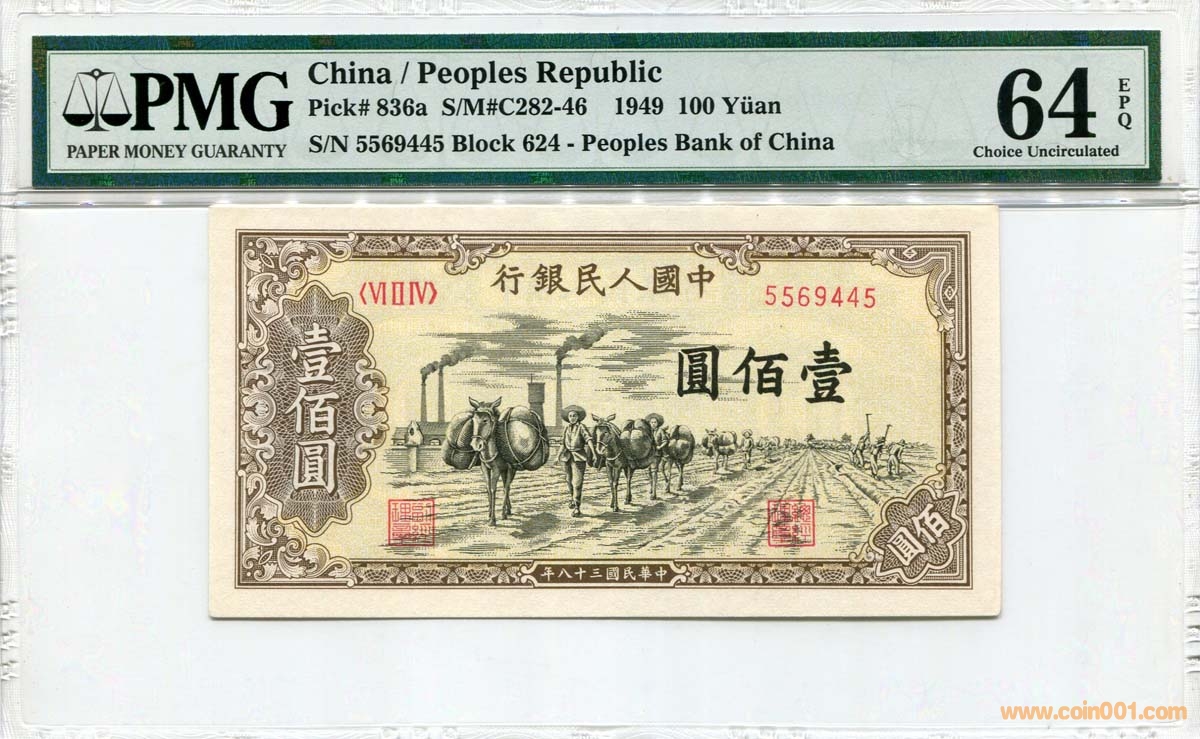 PMG
PAPER MONEY GUARANTY
China / Peoples Republic
Pick# 836a S/M#C282-46 1949 100 Yüan
S/N 5569445 Block 624 - Peoples Bank of China
64
EPQ
Choice Uncirculated
行銀民人國中
〈VI II IV〉
5569445
圓佰壹
壹佰圓
佰圓
年八十三國民華中
www.coin001.com